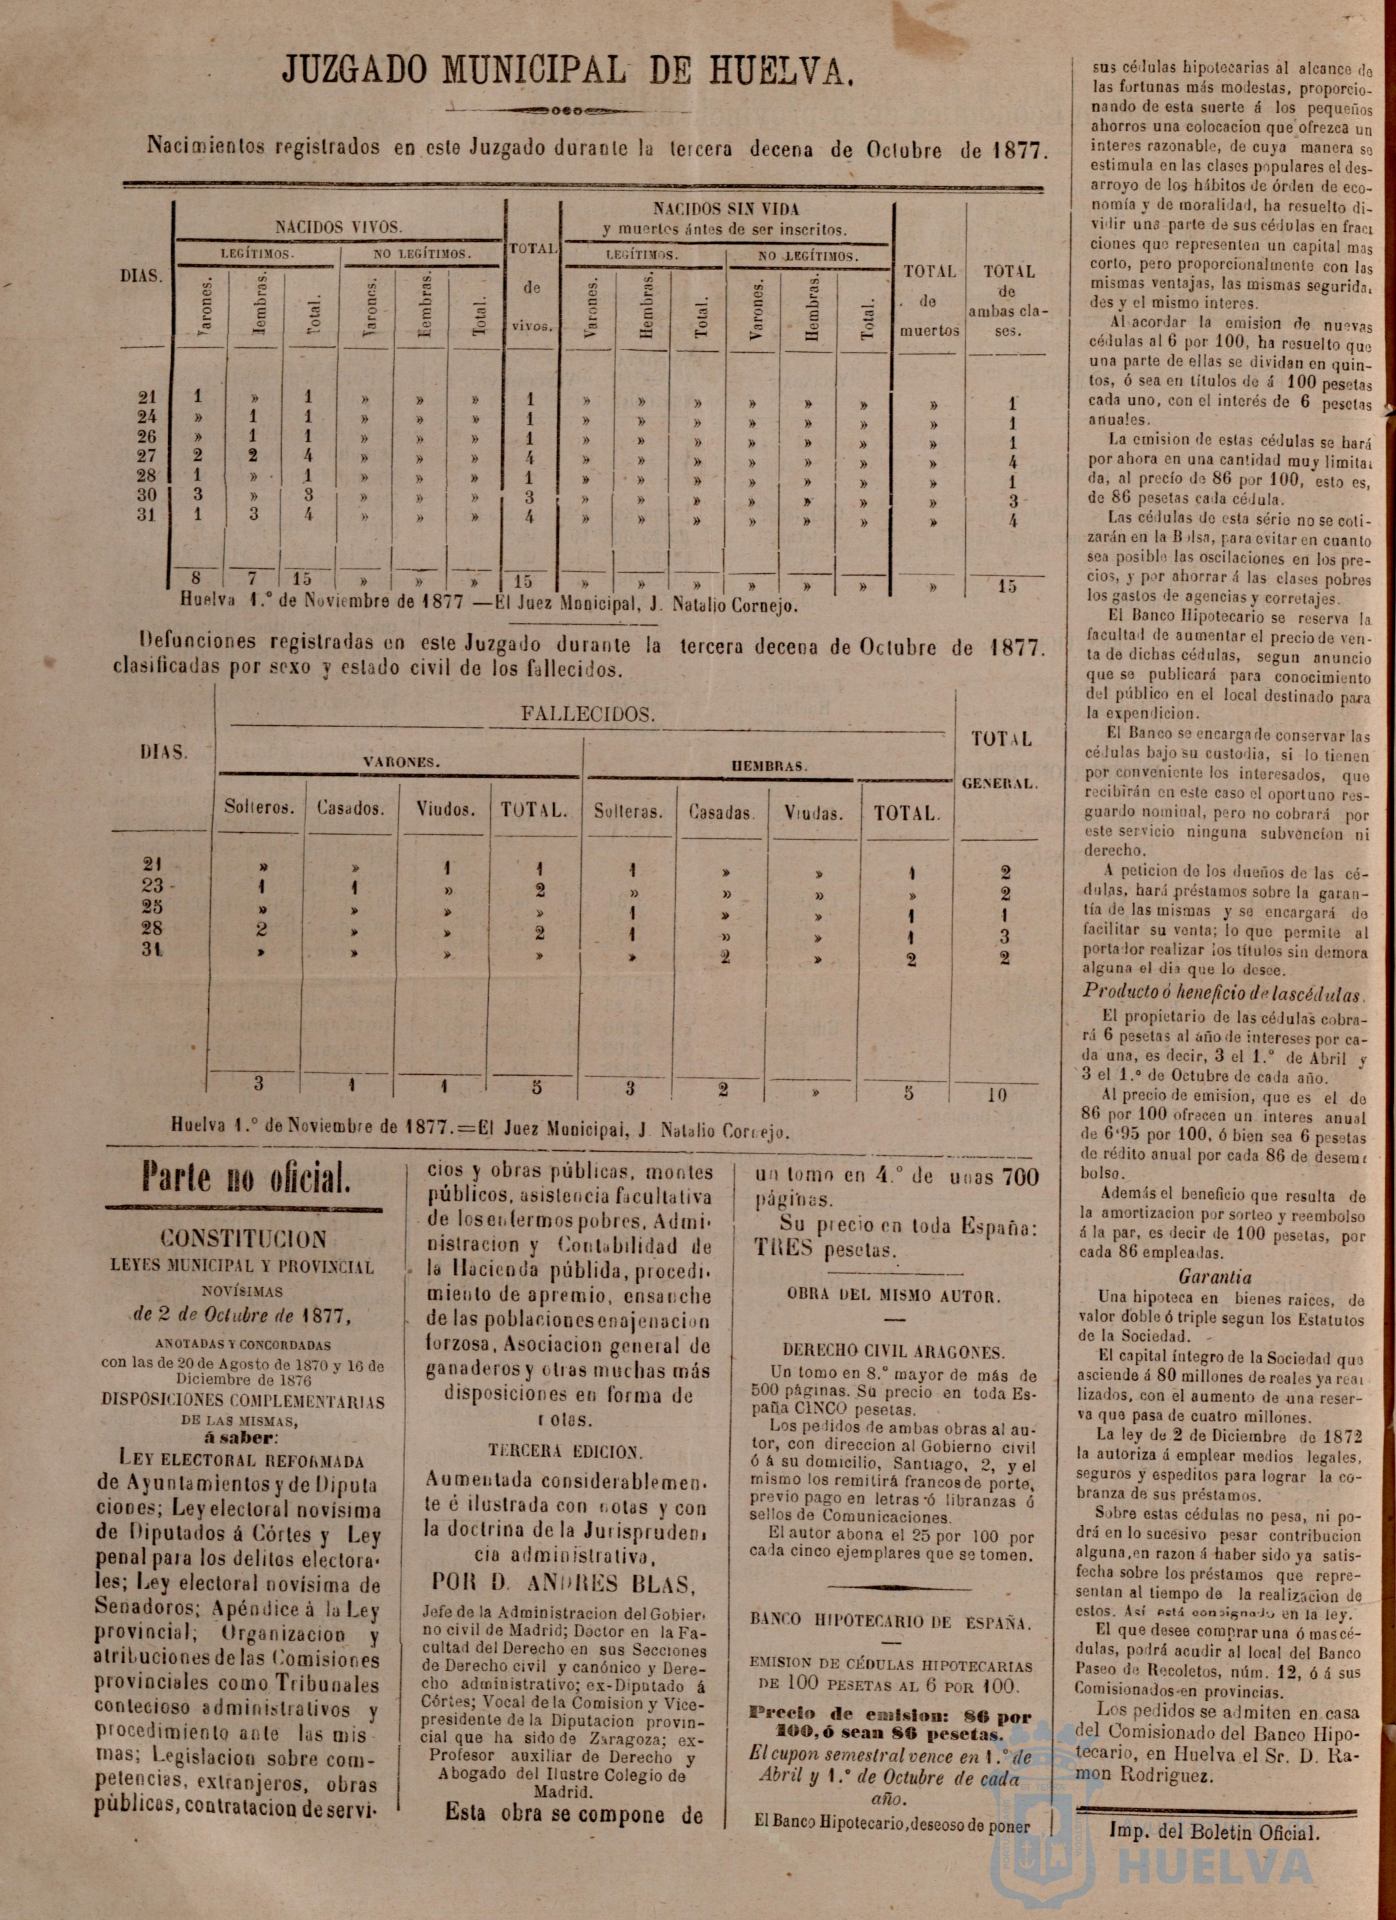 JUZGADO MUNICIPAL DE HUELVA.
Nacimientos registrados en este Juzgado durante la tercera decena de Octubre de 1877.
DIAS.
NACIDOS VIVOS.
LEGÍTIMOS.
NO LEGÍTIMOS.
Varones.
Hembras.
Total.
Varones.
Hembras.
Total.
TOTAL
de
vivos.
NACIDOS SIN VIDA
y muertos ántes de ser inscritos.
LEGÍTIMOS.
NO LEGÍTIMOS.
Varones.
Hembras.
Total.
Varones.
Hembras.
Total.
TOTAL
de
muertos
TOTAL
de
ambas cla-
ses.
21 1 » 1 » » » 1 » » » » » » » 1
24 » 1 1 » » » 1 » » » » » » » 1
26 » 1 1 » » » 1 » » » » » » » 1
27 2 2 4 » » » 4 » » » » » » » 4
28 1 » 1 » » » 1 » » » » » » » 1
30 3 » 3 » » » 3 » » » » » » » 3
31 1 3 4 » » » 4 » » » » » » » 4
8 7 15 » » » 15 » » » » » » » 15
Huelva 1.º de Noviembre de 1877 —El Juez Municipal, J. Natalio Cornejo.
Defunciones registradas en este Juzgado durante la tercera decena de Octubre de 1877.
clasificadas por sexo y estado civil de los fallecidos.
DIAS.
FALLECIDOS.
VARONES.
HEMBRAS.
TOTAL
GENERAL.
Solteros. Casados. Viudos. TOTAL. Solteras. Casadas. Viudas. TOTAL.
21 » » 1 1 1 » » 1 2
23 1 1 » 2 » » » » 2
25 » » » » 1 » » 1 1
28 2 » » 2 1 » » 1 3
31 » » » » » 2 » 2 2
3 1 1 5 3 2 » 5 10
Huelva 1.º de Noviembre de 1877.=El Juez Municipal, J. Natalio Cornejo.
Parte no oficial.
CONSTITUCION
LEYES MUNICIPAL Y PROVINCIAL
NOVÍSIMAS
de 2 de Octubre de 1877,
ANOTADAS Y CONCORDADAS
con las de 20 de Agosto de 1870 y 16 de
Diciembre de 1876
DISPOSICIONES COMPLEMENTARIAS
DE LAS MISMAS,
á saber:
LEY ELECTORAL REFORMADA
de Ayuntamientos y de Diputa
ciones; Ley electoral novisima
de Diputados á Córtes y Ley
penal para los delitos electora-
les; Ley electoral novísima de
Senadoros; Apéndice à la Ley
provincial; Organizacion y
atribuciones de las Comisiones
provinciales como Tribunales
contecioso administrativos y
procedimiento ante las mis
mas; Legislacion sobre com-
petencias, extranjeros, obras
públicas, contratacion de servi-
cios y obras públicas, montes
públicos, asistencia facultativa
de los enfermos pobres, Admi-
nistracion y Contabilidad de
la Hacienda públida, procedi-
miento de apremio, ensanche
de las poblaciones enajenacion
forzosa, Asociacion general de
ganaderos y otras muchas más
disposiciones en forma de
notas.
TERCERA EDICION.
Aumentada considerablemen-
te é ilustrada con notas y con
la doctrina de la Jurispruden-
cia administrativa,
POR D. ANDRES BLAS,
Jefe de la Administracion del Gobier-
no civil de Madrid; Doctor en la Fa-
cultad del Derecho en sus Secciones
de Derecho civil y canónico y Dere-
cho administrativo; ex-Diputado á
Córtes; Vocal de la Comision y Vice-
presidente de la Diputacion provin-
cial que ha sido de Zaragoza; ex-
Profesor auxiliar de Derecho y
Abogado del Ilustre Colegio de
Madrid.
Esta obra se compone de
un tomo en 4.º de unas 700
páginas.
Su precio en toda España:
TRES pesetas.
OBRA DEL MISMO AUTOR.
DERECHO CIVIL ARAGONES.
Un tomo en 8.º mayor de más de
500 páginas. Su precio en toda Es-
paña CINCO pesetas.
Los pedidos de ambas obras al au-
tor, con direccion al Gobierno civil
ó á su domicilio, Santiago, 2, y el
mismo los remitirá francos de porte,
previo pago en letras ó libranzas ó
sellos de Comunicaciones.
El autor abona el 25 por 100 por
cada cinco ejemplares que se tomen.
BANCO HIPOTECARIO DE ESPAÑA.
EMISION DE CÉDULAS HIPOTECARIAS
DE 100 PESETAS AL 6 POR 100.
Precio de emision: 86 por
100, ó sean 86 pesetas.
El cupon semestral vence en 1.º de
Abril y 1.º de Octubre de cada
año.
El Banco Hipotecario, deseoso de poner
sus cédulas hipotecarias al alcance de
las fortunas más modestas, proporcio-
nando de esta suerte á los pequeños
ahorros una colocacion que ofrezca un
interes razonable, de cuya manera se
estimula en las clases populares el des-
arroyo de los hábitos de órden de eco-
nomía y de moralidad, ha resuelto di-
vidir una parte de sus cédulas en frac-
ciones que representen un capital mas
corto, pero proporcionalmente con las
mismas ventajas, las mismas segurida-
des y el mismo interes.
Al acordar la emision de nuevas
cédulas al 6 por 100, ha resuelto que
una parte de ellas se dividan en quin-
tos, ó sea en títulos de á 100 pesetas
cada uno, con el interés de 6 pesetas
anuales.
La emision de estas cédulas se hará
por ahora en una cantidad muy limita-
da, al precio de 86 por 100, esto es,
de 86 pesetas cada cédula.
Las cédulas de esta série no se coti-
zarán en la Bolsa, para evitar en cuanto
sea posible las oscilaciones en los pre-
cios, y por ahorrar á las clases pobres
los gastos de agencias y corretajes.
El Banco Hipotecario se reserva la
facultad de aumentar el precio de ven-
ta de dichas cédulas, segun anuncio
que se publicará para conocimiento
del público en el local destinado para
la expendicion.
El Banco se encarga de conservar las
cédulas bajo su custodia, si lo tienen
por conveniente los interesados, que
recibirán en este caso el oportuno res-
guardo nominal, pero no cobrará por
este servicio ninguna subvencion ni
derecho.
A peticion de los dueños de las cé-
dulas, hará préstamos sobre la garan-
tía de las mismas y se encargará de
facilitar su venta; lo que permite al
portador realizar los títulos sin demora
alguna el dia que lo desee.
Producto ó heneficio de las cédulas.
El propietario de las cédulas cobra-
rá 6 pesetas al año de intereses por ca-
da una, es decir, 3 el 1.º de Abril y
3 el 1.º de Octubre de cada año.
Al precio de emision, que es el de
86 por 100 ofrecen un interes anual
de 6'95 por 100, ó bien sea 6 pesetas
de rédito anual por cada 86 de desem-
bolso.
Además el beneficio que resulta de
la amortizacion por sorteo y reembolso
á la par, es decir de 100 pesetas, por
cada 86 empleadas.
Garantia
Una hipoteca en bienes raices, de
valor doble ó triple segun los Estatutos
de la Sociedad.
El capital íntegro de la Sociedad que
asciende á 80 millones de reales ya rea-
lizados, con el aumento de una reser-
va que pasa de cuatro millones.
La ley de 2 de Diciembre de 1872
la autoriza á emplear medios legales,
seguros y espeditos para lograr la co-
branza de sus préstamos.
Sobre estas cédulas no pesa, ni po-
drá en lo sucesivo pesar contribucion
alguna, en razon á haber sido ya satis-
fecha sobre los préstamos que repre-
sentan al tiempo de la realizacion de
estos. Así está consignado en la ley.
El que desee comprar una ó mas cé-
dulas, podrá acudir al local del Banco
Paseo de Recoletos, núm. 12, ó á sus
Comisionados en provincias.
Los pedidos se admiten en casa
del Comisionado del Banco Hipo-
tecario, en Huelva el Sr. D. Ra-
mon Rodriguez.
Imp. del Boletin Oficial.
HUELVA